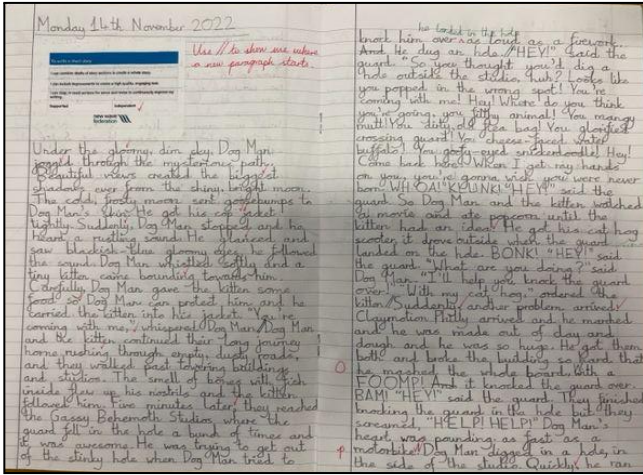 Monday 14th November 2022
Use // to show me where
a new paragraph starts.
To write a short story
Supported
Independent
new wave
federation
Under the gloomy, dim sky, Dog Man
jogged through the mysterious path.
Beautiful views created the biggest
shadows ever from the shiny, bright moon.
The cold, frosty moon sent goosebumps to
Dog Man's skin. He got his cop jacket
tightly. Suddenly, Dog Man stopped and he
heard a rustling sound. He glanced and
saw blackish-blue glooming eyes, he followed
the sound. Dog Man whistled softly and a
tiny kitten came bounding towards him.
Carefully, Dog Man gave the kitten some
food so Dog Man can protect him and he
carried the kitten into his jacket. "You're
coming with me," whispered Dog Man.//Dog Man
and the kitten continued their long journey
home, rushing through empty, dusty roads,
and they walked past towering buildings
and studios. The smell of bones with fish
inside flew up his nostrils and the kitten
followed him. Five minutes later, they reached
the Gassy Behemoth Studios where the
guard fell in the hole a bunch of times and
it was awesome. He was trying to get out
of the stinky hole when Dog Man tried to
he landed in the hole
knock him over as loud as a firework.
And he dug an hole.//"HEY!" said the
guard. "So you thought you'd dig a
hole outside the studio, huh? Looks like
you popped in the wrong spot! You're
coming with me! Hey! Where do you think
you're going, you filthy animal! You mangy
mutt! You dirty old flea bag! You glorified
crossing guard! You cheese-faced water
buffalo! You goofy-eyed snickerdoodle! Hey!
Come back here! When I get my hands
on you, you're gonna wish you were never
born. WHOA!" KLUNK! "HEY!" said the
guard. So Dog Man and the kitten watched
a movie and ate popcorn until the
kitten had an idea. He got his cat hog
scooter, it drove outside when the guard
landed on the hole. BONK! "HEY!" said
the guard. "What are you doing?" said
Dog Man. "I'll help you knock the guard
over! With my cat hog," ordered the
kitten.//Suddenly, another problem arrived!
Claymotion Philly arrived and he marched
and he was made out of clay and
dough and he was so huge. He got them
both and broke the building so hard that
he mashed the whole board, with a
O
FOOMP! And it knocked the guard over.
BAM! "HEY!" said the guard. They finished
knocking the guard in the hole but they
screamed, "HELP! HELP!" Dog Man's
heart was pounding as fast as a
p. motorbike.//Dog Man digged in a hole, in
the side of the studio. Quickly, he ran